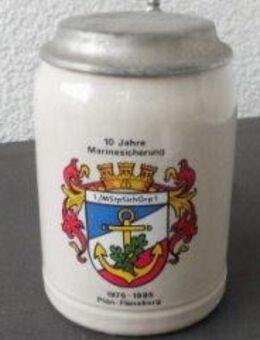 10 Jahre
Marinesicherung
1./MStpSichGrp 1
1975-1985
Plön-Flensburg